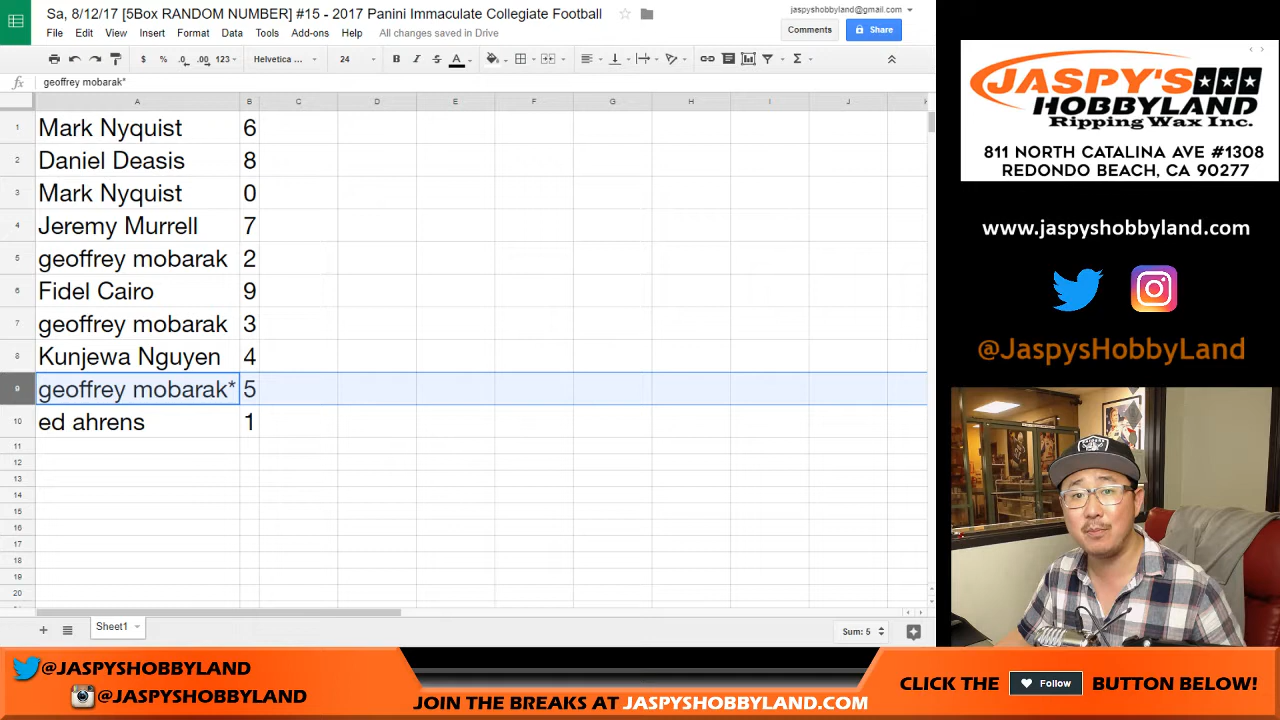 Sa, 8/12/17 [5Box RANDOM NUMBER] #15 - 2017 Panini Immaculate Collegiate Football
jaspyshobbyland@gmail.com
File Edit View Insert Format Data Tools Add-ons Help All changes saved in Drive
Comments
Share
$ % .0 .00 123 Helvetica ... 24 B I S A
fx geoffrey mobarak*
A B C D E F G H I J
1 Mark Nyquist 6
2 Daniel Deasis 8
3 Mark Nyquist 0
4 Jeremy Murrell 7
5 geoffrey mobarak 2
6 Fidel Cairo 9
7 geoffrey mobarak 3
8 Kunjewa Nguyen 4
9 geoffrey mobarak* 5
10 ed ahrens 1
11
12
13
14
15
16
17
18
19
20
Sheet1
Sum: 5
JASPY'S
HOBBYLAND
Ripping Wax Inc.
811 NORTH CATALINA AVE #1308
REDONDO BEACH, CA 90277
www.jaspyshobbyland.com
@JaspysHobbyLand
RAIDERS
@JASPYSHOBBYLAND
@JASPYSHOBBYLAND
JOIN THE BREAKS AT JASPYSHOBBYLAND.COM
CLICK THE Follow BUTTON BELOW!